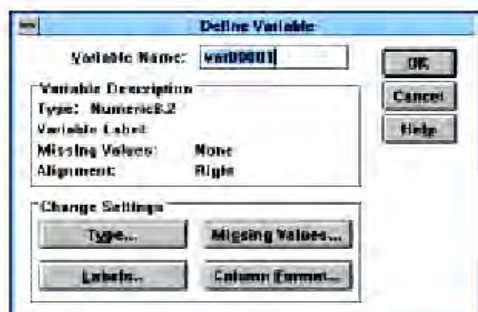 Define Variable
Variable Name: var00001
OK
Variable Description
Type: Numeric8.2
Cancel
Variable Label:
Help
Missing Values: None
Alignment: Right
Change Settings
Type... Missing Values...
Labels... Column Format...